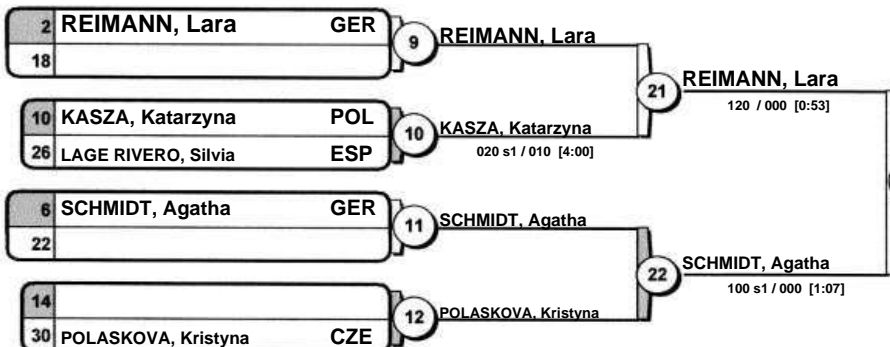 2 REIMANN, Lara GER
18
9
REIMANN, Lara
10 KASZA, Katarzyna POL
26 LAGE RIVERO, Silvia ESP
10
KASZA, Katarzyna
020 s1 / 010 [4:00]
21
REIMANN, Lara
120 / 000 [0:53]
6 SCHMIDT, Agatha GER
22
11
SCHMIDT, Agatha
14
30 POLASKOVA, Kristyna CZE
12
POLASKOVA, Kristyna
22
SCHMIDT, Agatha
100 s1 / 000 [1:07]